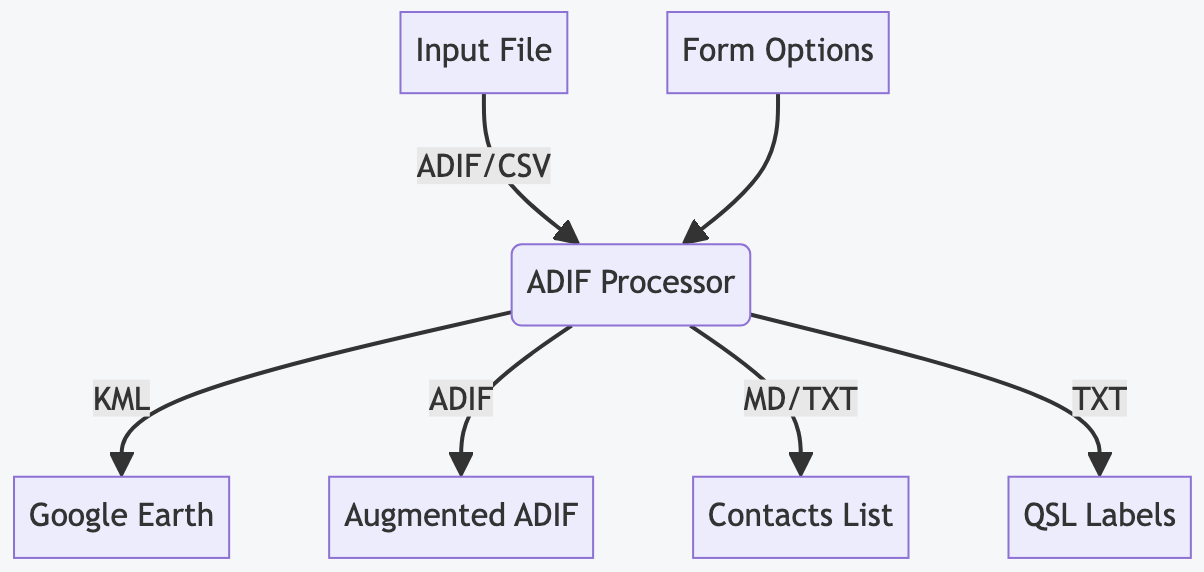 Input File
Form Options
ADIF/CSV
ADIF Processor
KML
ADIF
MD/TXT
TXT
Google Earth
Augmented ADIF
Contacts List
QSL Labels